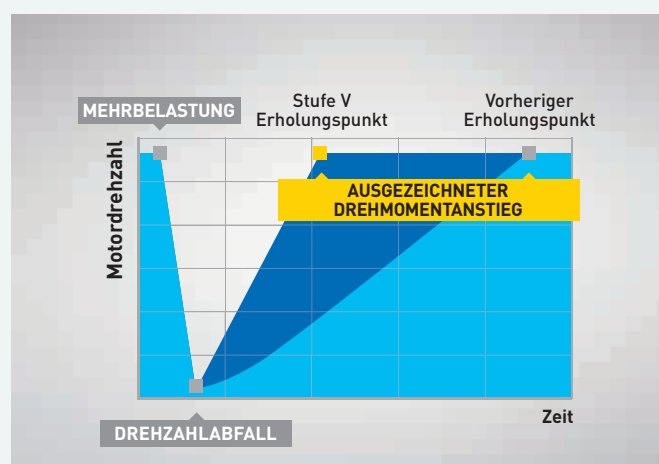 MEHRBELASTUNG
Stufe V
Erholungspunkt
Vorheriger
Erholungspunkt
Motordrehzahl
AUSGEZEICHNETER
DREHMOMENTANSTIEG
Zeit
DREHZAHLABFALL